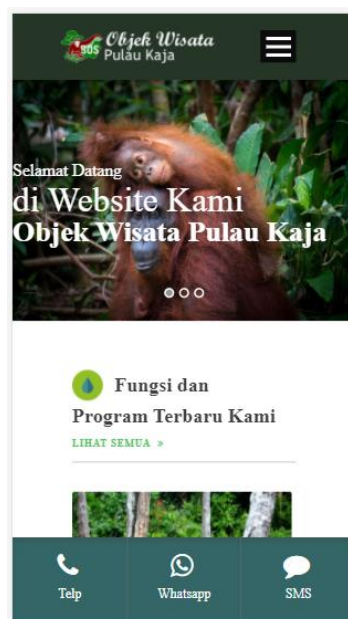 BOS
Objek Wisata
Pulau Kaja
Selamat Datang
di Website Kami
Objek Wisata Pulau Kaja
Fungsi dan
Program Terbaru Kami
LIHAT SEMUA »
Telp
Whatsapp
SMS